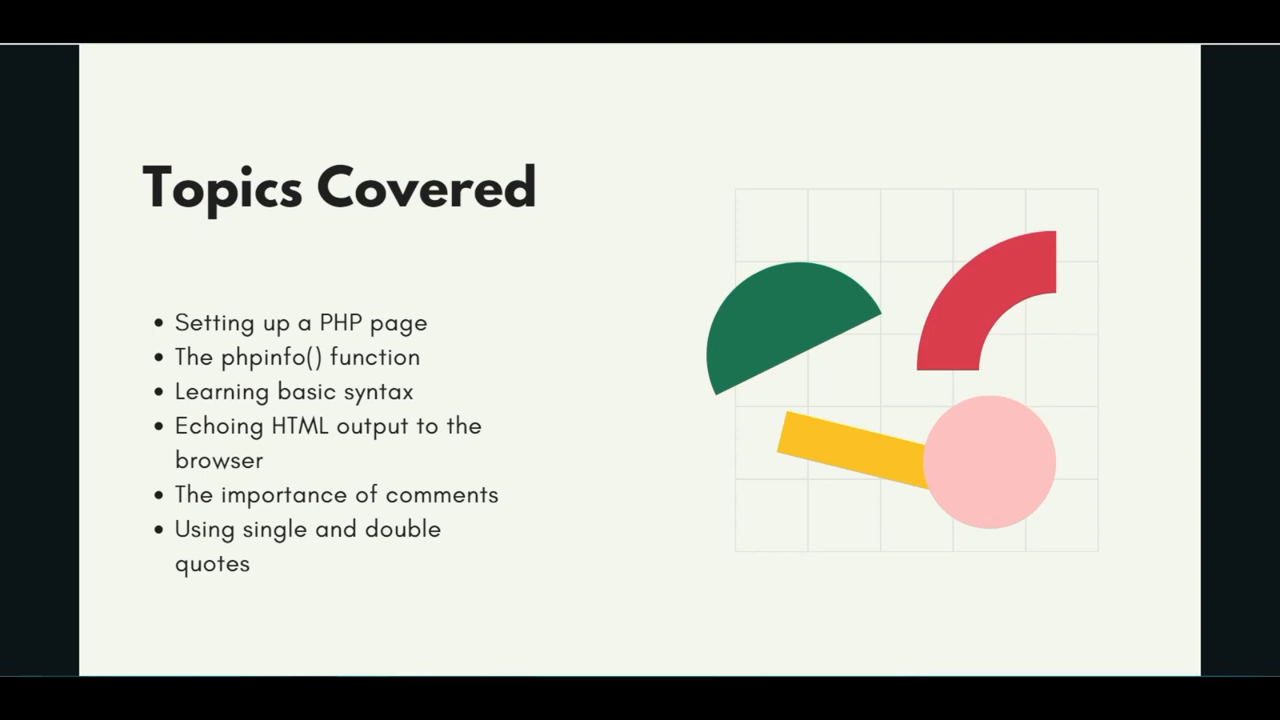 Topics Covered
• Setting up a PHP page
• The phpinfo() function
• Learning basic syntax
• Echoing HTML output to the
browser
• The importance of comments
• Using single and double
quotes